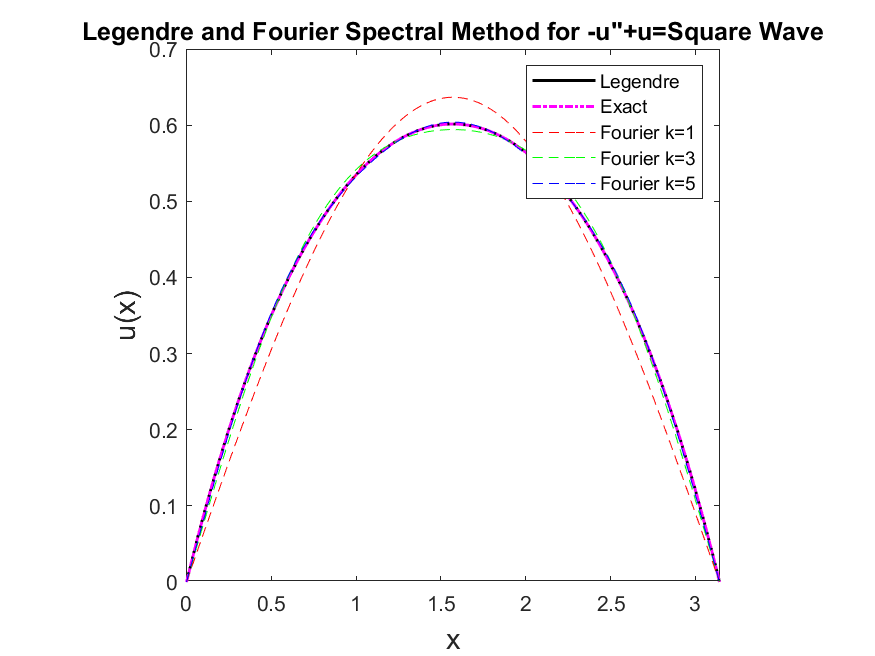 Legendre and Fourier Spectral Method for -u"+u=Square Wave
0.7
0.6
0.5
0.4
0.3
0.2
0.1
0
u(x)
Legendre
Exact
Fourier k=1
Fourier k=3
Fourier k=5
0 0.5 1 1.5 2 2.5 3
x